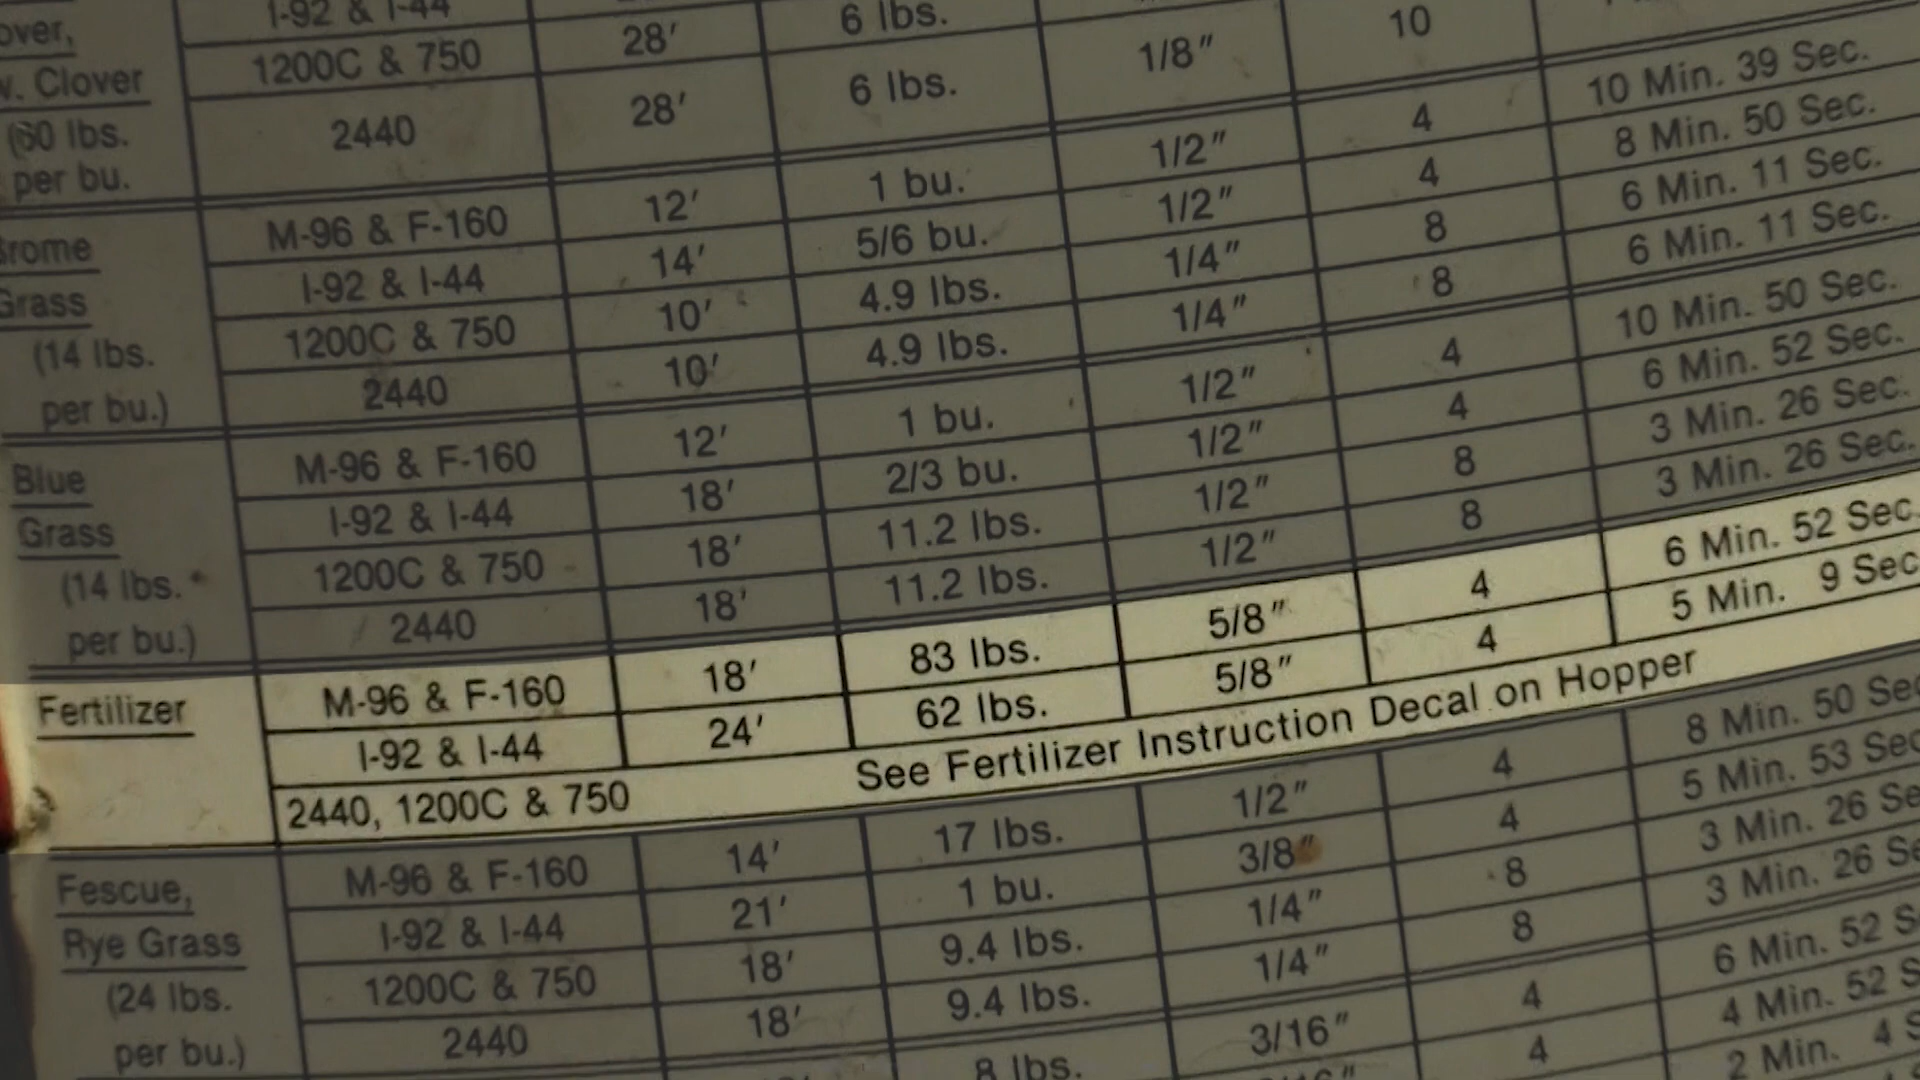 I-92 & I-44 6 lbs.
over, 1200C & 750 28' 6 lbs. 1/8" 10
w. Clover 2440 28'
(60 lbs.
per bu.
Brome M-96 & F-160 12' 1 bu. 1/2" 4 10 Min. 39 Sec.
Grass I-92 & I-44 14' 5/6 bu. 1/2" 4 8 Min. 50 Sec.
(14 lbs. 1200C & 750 10' 4.9 lbs. 1/4" 8 6 Min. 11 Sec.
per bu.) 2440 10' 4.9 lbs. 1/4" 8 6 Min. 11 Sec.
Blue M-96 & F-160 12' 1 bu. 1/2" 4 10 Min. 50 Sec.
Grass I-92 & I-44 18' 2/3 bu. 1/2" 4 6 Min. 52 Sec.
(14 lbs. 1200C & 750 18' 11.2 lbs. 1/2" 8 3 Min. 26 Sec.
per bu.) 2440 18' 11.2 lbs. 1/2" 8 3 Min. 26 Sec.
Fertilizer M-96 & F-160 18' 83 lbs. 5/8" 4 6 Min. 52 Sec.
I-92 & I-44 24' 62 lbs. 5/8" 4 5 Min. 9 Sec
2440, 1200C & 750 See Fertilizer Instruction Decal on Hopper
Fescue, M-96 & F-160 14' 17 lbs. 1/2" 4 8 Min. 50 Sec
Rye Grass I-92 & I-44 21' 1 bu. 3/8" 4 5 Min. 53 Sec
(24 lbs. 1200C & 750 18' 9.4 lbs. 1/4" 8 3 Min. 26 Se
per bu.) 2440 18' 9.4 lbs. 1/4" 8 3 Min. 26 Se
8 lbs. 3/16" 4 6 Min. 52 S
4 4 Min. 52 S
2 Min. 4 S